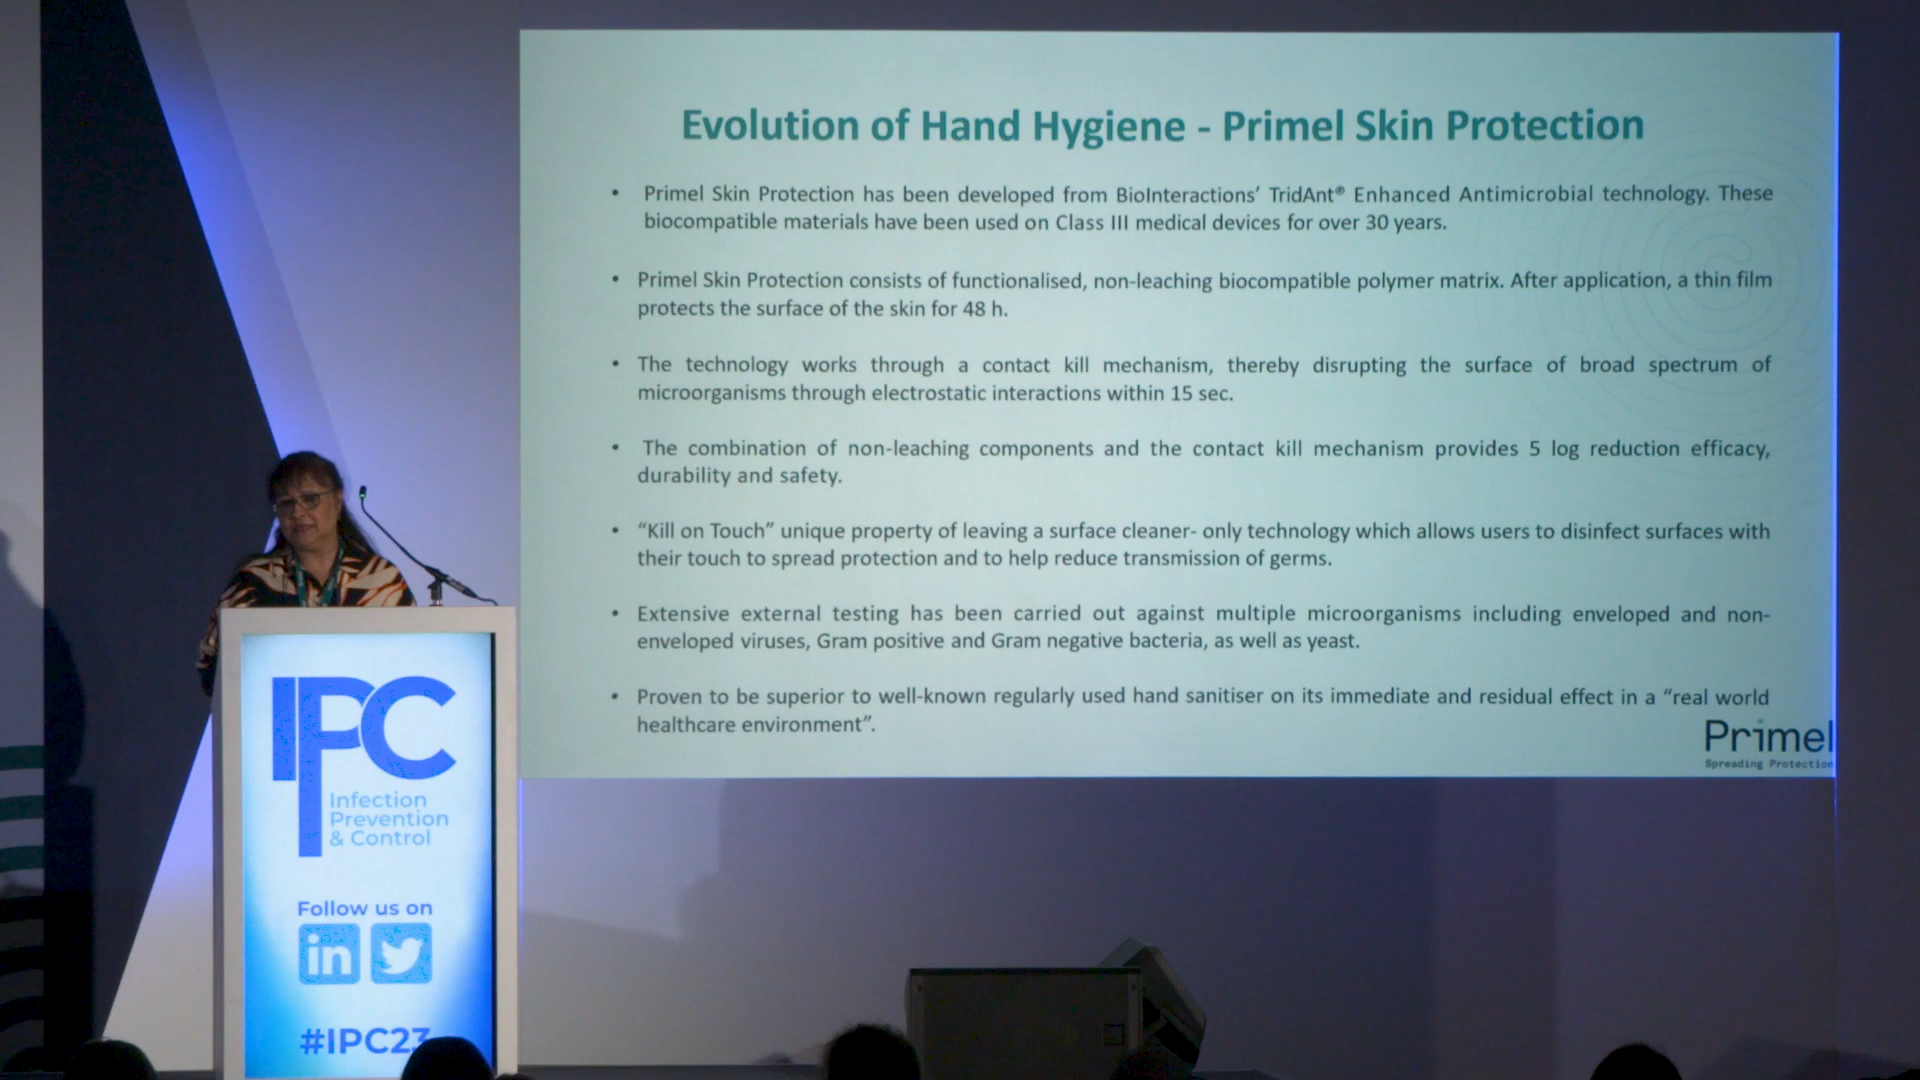 Evolution of Hand Hygiene - Primel Skin Protection
• Primel Skin Protection has been developed from BioInteractions’ TridAnt® Enhanced Antimicrobial technology. These
biocompatible materials have been used on Class III medical devices for over 30 years.
• Primel Skin Protection consists of functionalised, non-leaching biocompatible polymer matrix. After application, a thin film
protects the surface of the skin for 48 h.
• The technology works through a contact kill mechanism, thereby disrupting the surface of broad spectrum of
microorganisms through electrostatic interactions within 15 sec.
• The combination of non-leaching components and the contact kill mechanism provides 5 log reduction efficacy,
durability and safety.
• “Kill on Touch” unique property of leaving a surface cleaner- only technology which allows users to disinfect surfaces with
their touch to spread protection and to help reduce transmission of germs.
• Extensive external testing has been carried out against multiple microorganisms including enveloped and non-
enveloped viruses, Gram positive and Gram negative bacteria, as well as yeast.
• Proven to be superior to well-known regularly used hand sanitiser on its immediate and residual effect in a “real world
healthcare environment”.
Primel
Spreading Protection
IPC
Infection
Prevention
& Control
Follow us on
in
#IPC23